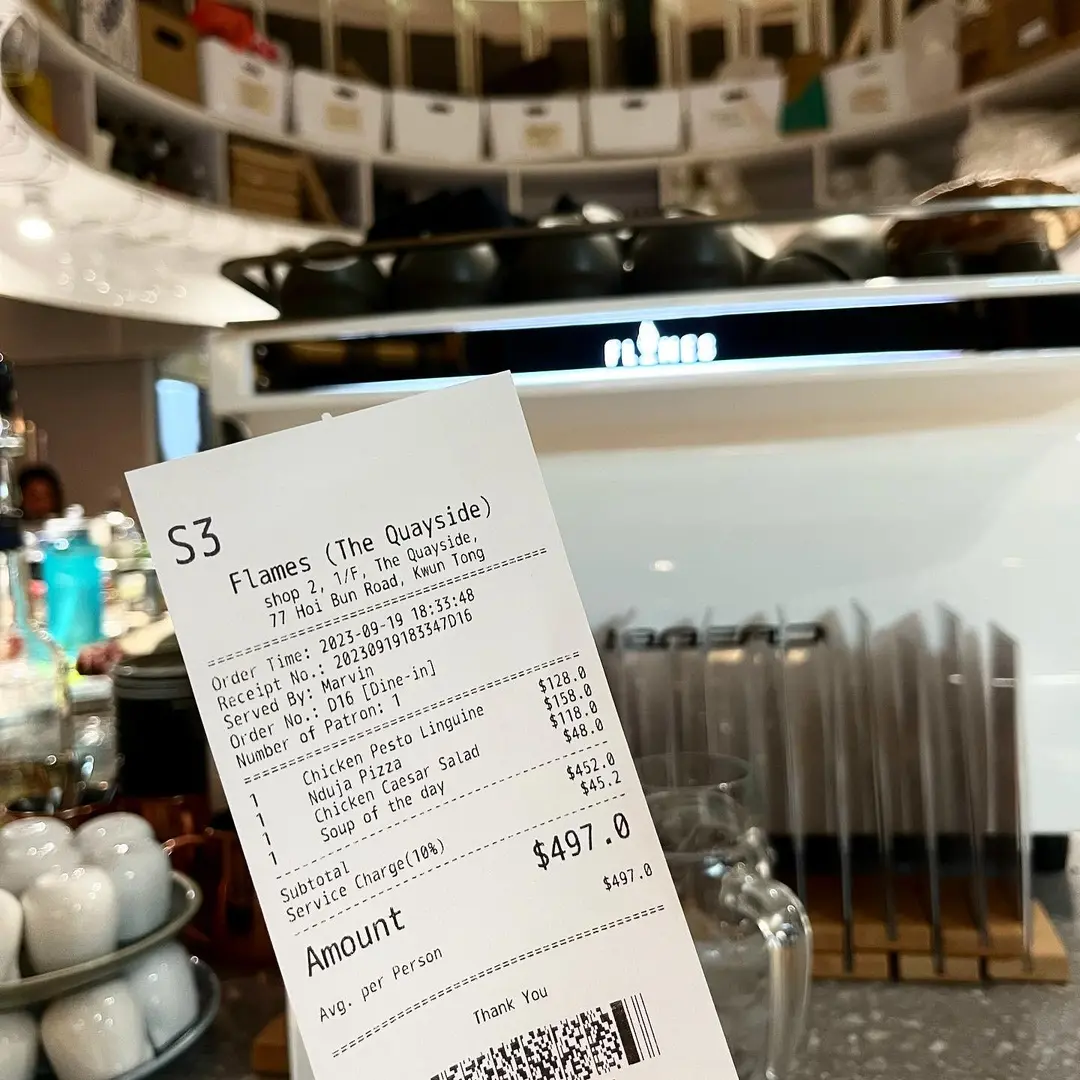 FLAMES
S3
Flames (The Quayside)
shop 2, 1/F, The Quayside,
77 Hoi Bun Road, Kwun Tong
Order Time: 2023-09-19 18:33:48
Receipt No.: 20230919183347D16
Served By: Marvin
Order No.: D16 [Dine-in]
Number of Patron: 1
1 Chicken Pesto Linguine $128.0
1 Nduja Pizza $158.0
1 Chicken Caesar Salad $118.0
1 Soup of the day $48.0
Subtotal $452.0
Service Charge(10%) $45.2
Amount $497.0
Avg. per Person $497.0
Thank You